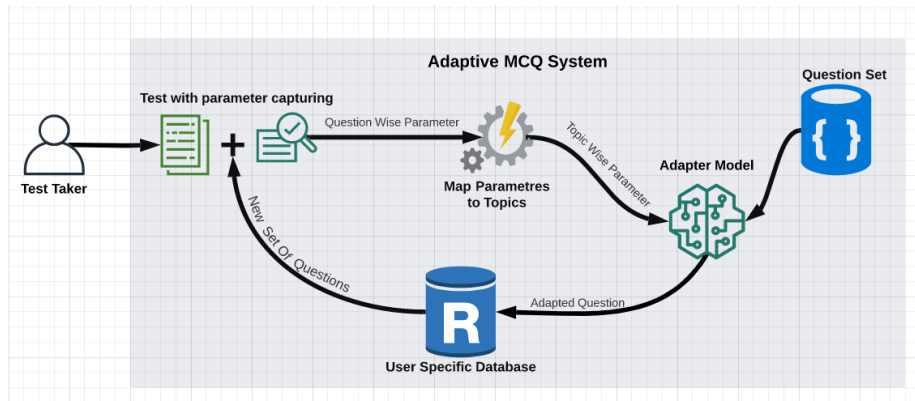 Adaptive MCQ System
Question Set
{ }
Test with parameter capturing
+
Question Wise Parameter
Topic Wise Parameter
Test Taker
Map Parametres
to Topics
Adapter Model
New Set Of Questions
R
Adapted Question
User Specific Database